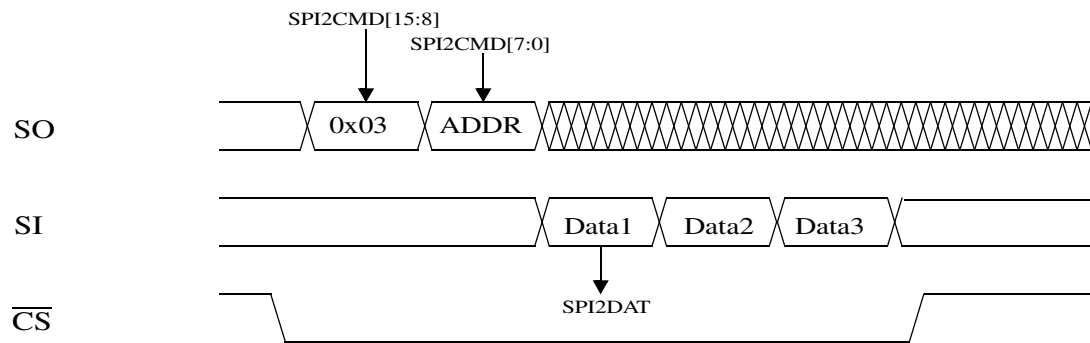 SPI2CMD[15:8]
SPI2CMD[7:0]
SO
0x03
ADDR
SI
Data1
Data2
Data3
SPI2DAT
CS